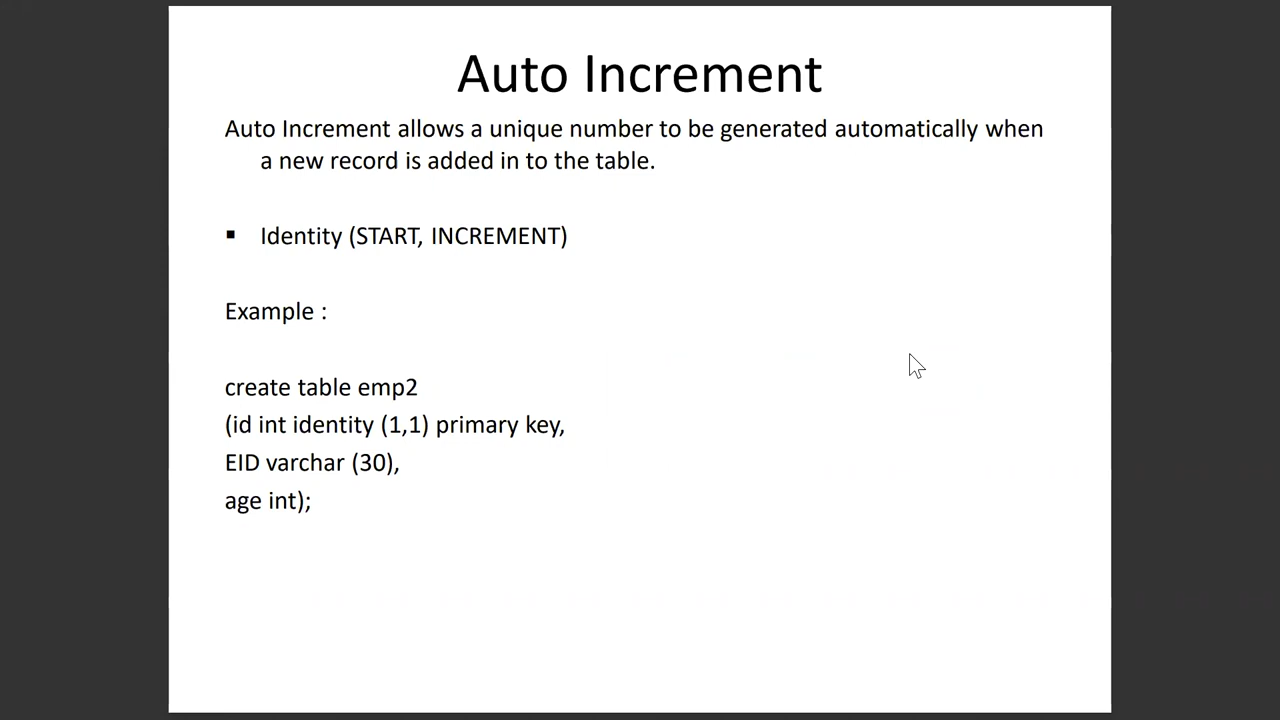 Auto Increment
Auto Increment allows a unique number to be generated automatically when
a new record is added in to the table.
▪ Identity (START, INCREMENT)
Example :
create table emp2
(id int identity (1,1) primary key,
EID varchar (30),
age int);